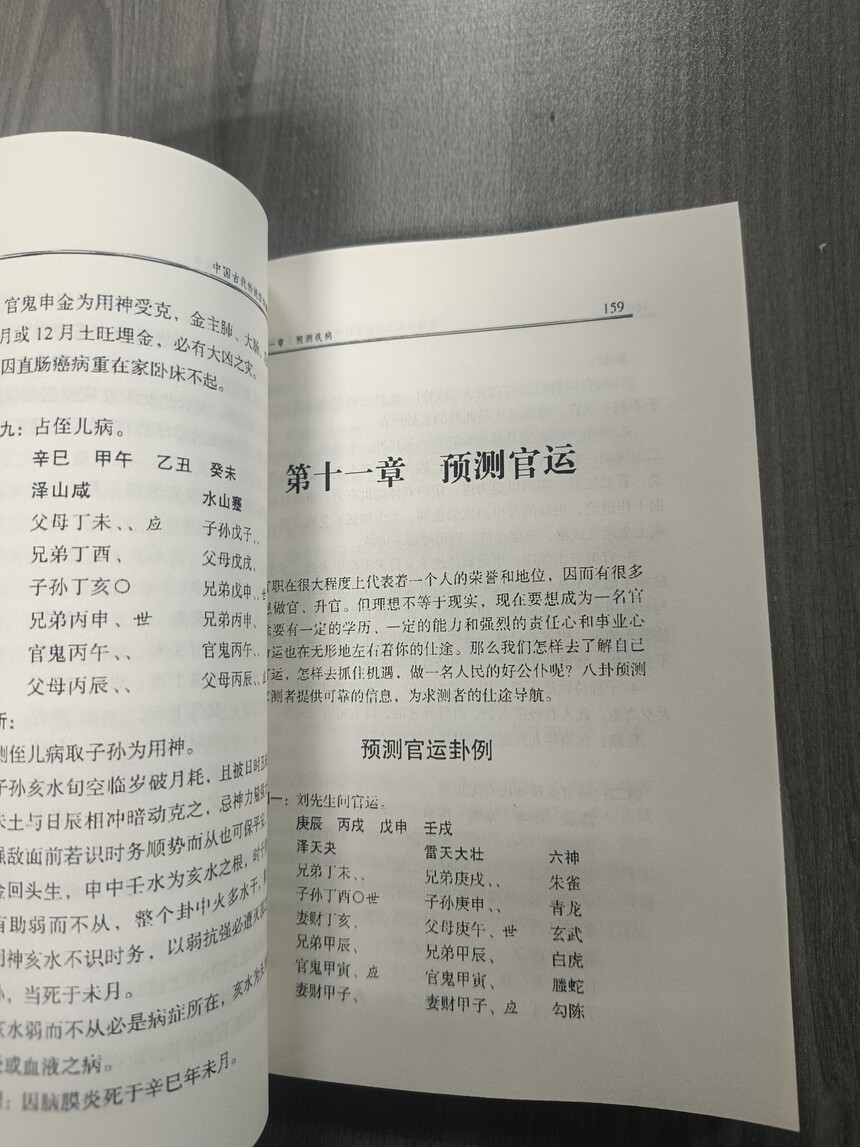 中国古代传统
官鬼申金为用神受克，金主肺、大肠，
月或12月土旺埋金，必有大凶之灾。
因直肠癌病重在家卧床不起。
九：占侄儿病。
辛巳 甲午 乙丑 癸未
泽山咸 水山蹇
父母丁未、、应 子孙戊子、、
兄弟丁酉、 父母戊戌、
子孙丁亥〇 兄弟戊申、、世
兄弟丙申、世 兄弟丙申、
官鬼丙午、、 官鬼丙午、、
父母丙辰、、 父母丙辰、、
析：
测侄儿病取子孙为用神。
子孙亥水旬空临岁破月耗，且被日时
未土与日辰相冲暗动克之，忌神力
强敌面前若识时务顺势而从也可保平
金回头生，申中壬水为亥水之根，时
有助弱而不从，整个卦中火多水干，
用神亥水不识时务，以弱抗强必遭
，当死于未月。
亥水弱而不从必是病症所在，亥水为
或血液之病。
：因脑膜炎死于辛巳年未月。
一章 预测疾病 159
第十一章 预测官运
官职在很大程度上代表着一个人的荣誉和地位，因而有很多
想做官、升官。但理想不等于现实，现在要想成为一名官
要有一定的学历、一定的能力和强烈的责任心和事业心
运也在无形地左右着你的仕途。那么我们怎样去了解自己
运，怎样去抓住机遇，做一名人民的好公仆呢？八卦预测
测者提供可靠的信息，为求测者的仕途导航。
预测官运卦例
一：刘先生问官运。
庚辰 丙戌 戊申 壬戌
泽天夬 雷天大壮 六神
兄弟丁未、、 兄弟庚戌、、 朱雀
子孙丁酉〇世 子孙庚申、、 青龙
妻财丁亥、 父母庚午、世 玄武
兄弟甲辰、 兄弟甲辰、 白虎
官鬼甲寅、应 官鬼甲寅、 螣蛇
妻财甲子、 妻财甲子、应 勾陈